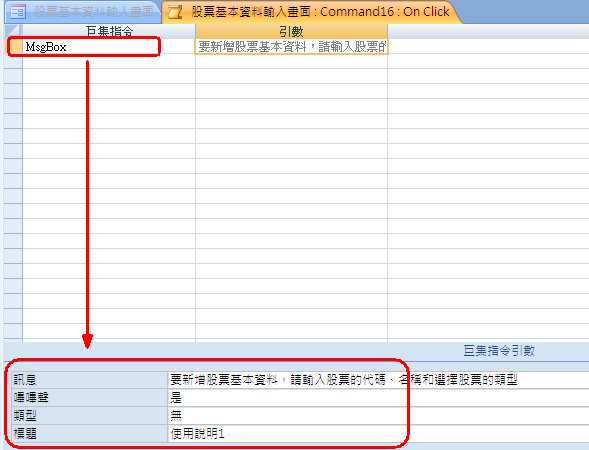 股票基本資料輸入畫面
股票基本資料輸入畫面 : Command16 : On Click
巨集指令 引數
MsgBox 要新增股票基本資料，請輸入股票的
巨集指令引數
訊息 要新增股票基本資料，請輸入股票的代碼、名稱和選擇股票的類型
嗶嗶聲 是
類型 無
標題 使用說明1